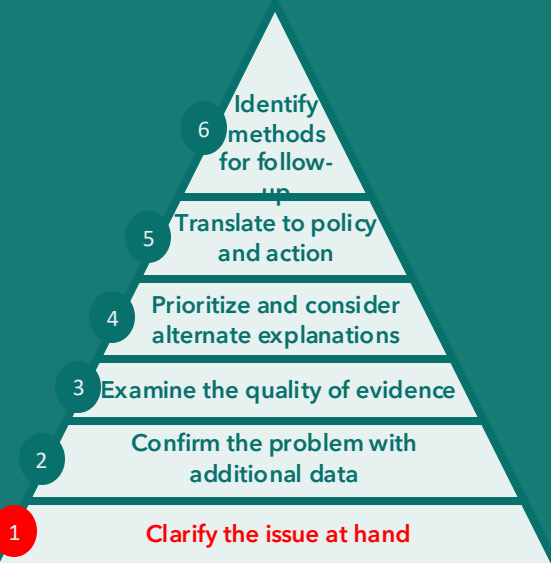 6
Identify
methods
for follow-
up
5
Translate to policy
and action
4
Prioritize and consider
alternate explanations
3
Examine the quality of evidence
2
Confirm the problem with
additional data
1
Clarify the issue at hand